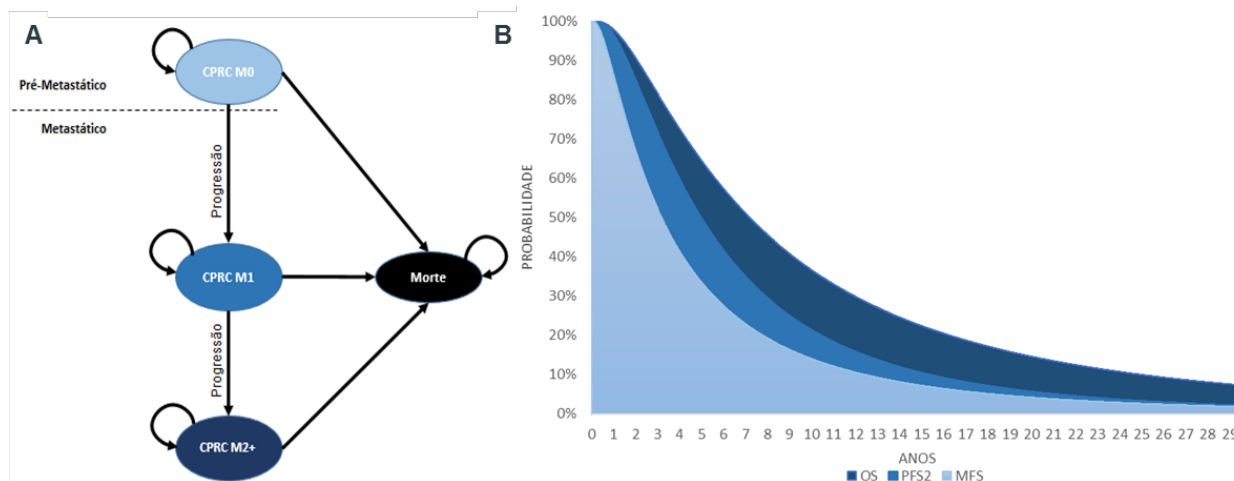 A
CPRC M0
Pré-Metastático
Metastático
Progressão
CPRC M1
Morte
Progressão
CPRC M2+
B
100%
90%
80%
70%
60%
50%
40%
30%
20%
10%
0%
PROBABILIDADE
0 1 2 3 4 5 6 7 8 9 10 11 12 13 14 15 16 17 18 19 20 21 22 23 24 25 26 27 28 29
ANOS
OS PFS2 MFS